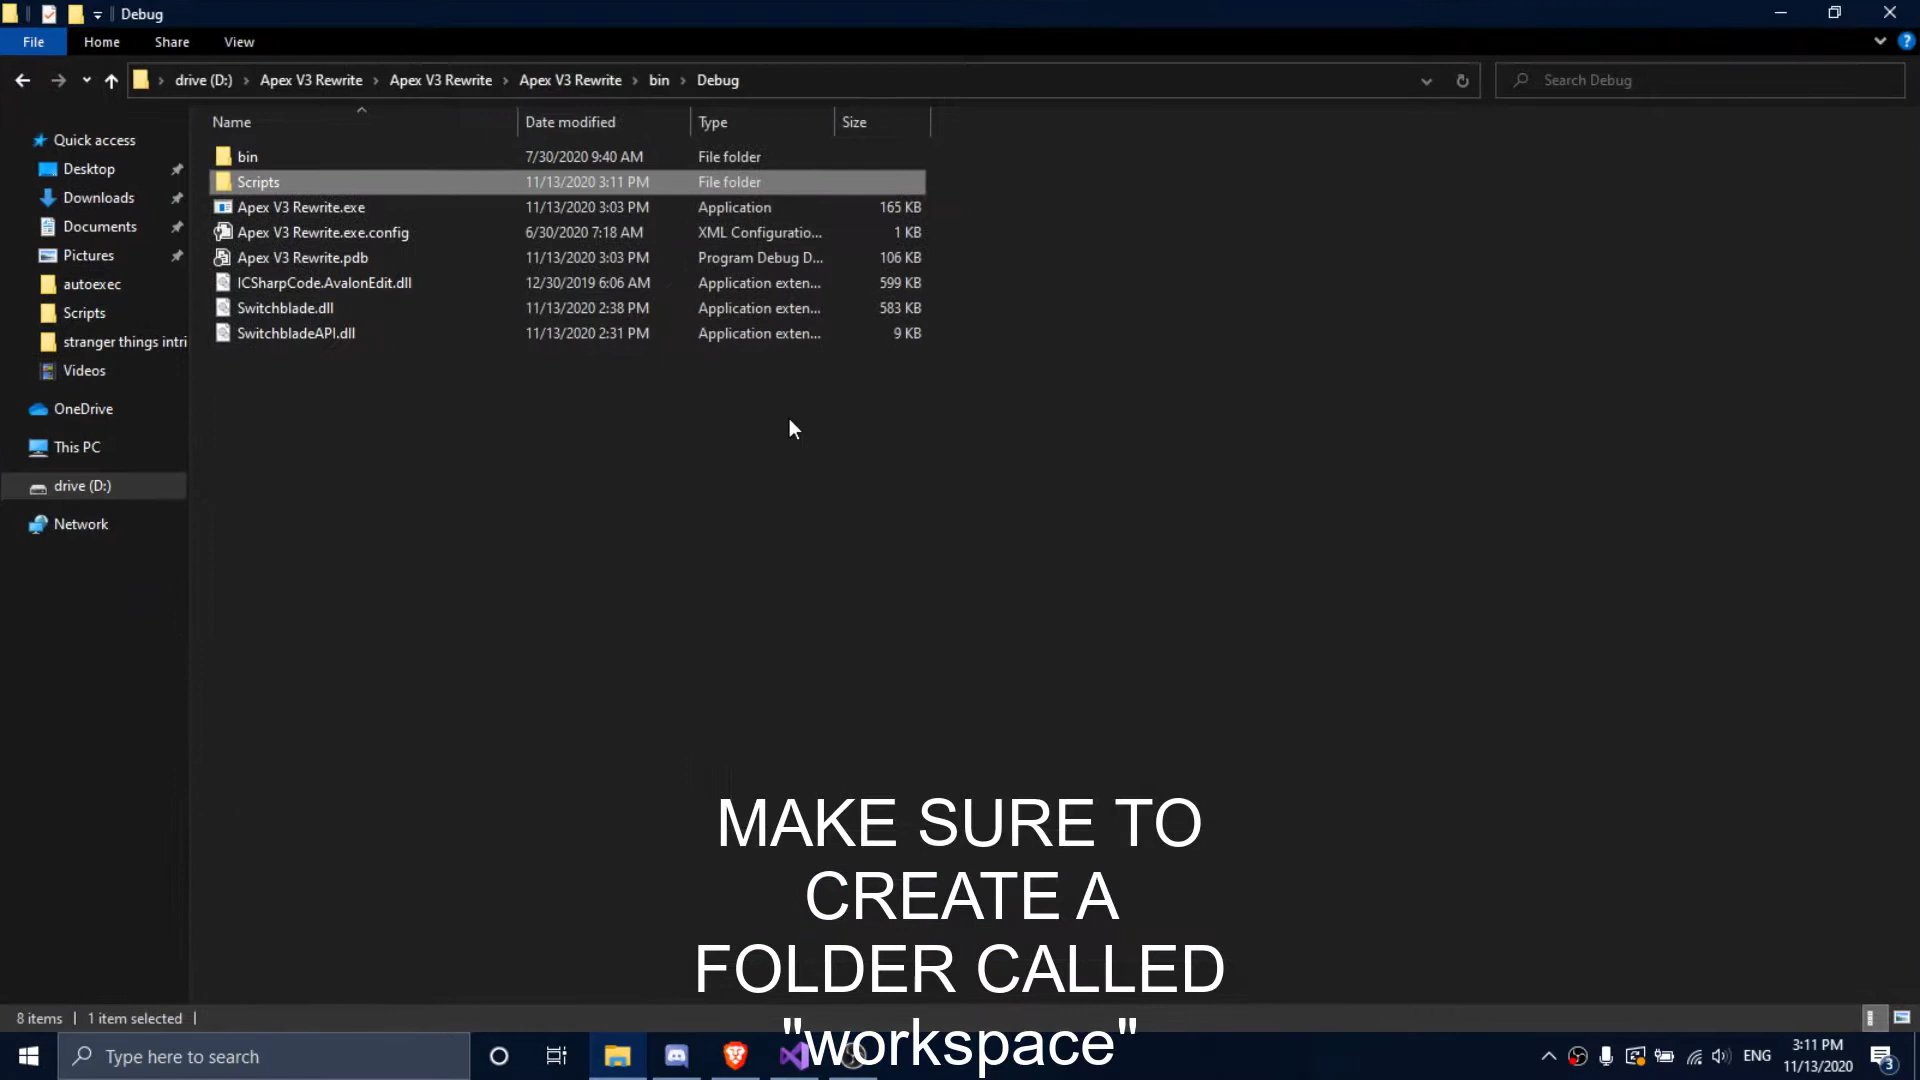 Debug
File Home Share View
drive (D:) Apex V3 Rewrite Apex V3 Rewrite Apex V3 Rewrite bin Debug
Search Debug
Name Date modified Type Size
Quick access
Desktop
Downloads
Documents
Pictures
autoexec
Scripts
stranger things intri
Videos
OneDrive
This PC
drive (D:)
Network
bin 7/30/2020 9:40 AM File folder
Scripts 11/13/2020 3:11 PM File folder
Apex V3 Rewrite.exe 11/13/2020 3:03 PM Application 165 KB
Apex V3 Rewrite.exe.config 6/30/2020 7:18 AM XML Configuratio... 1 KB
Apex V3 Rewrite.pdb 11/13/2020 3:03 PM Program Debug D... 106 KB
ICSharpCode.AvalonEdit.dll 12/30/2019 6:06 AM Application exten... 599 KB
Switchblade.dll 11/13/2020 2:38 PM Application exten... 583 KB
SwitchbladeAPI.dll 11/13/2020 2:31 PM Application exten... 9 KB
MAKE SURE TO
CREATE A
FOLDER CALLED
"workspace"
8 items 1 item selected
Type here to search
ENG
3:11 PM
11/13/2020
3